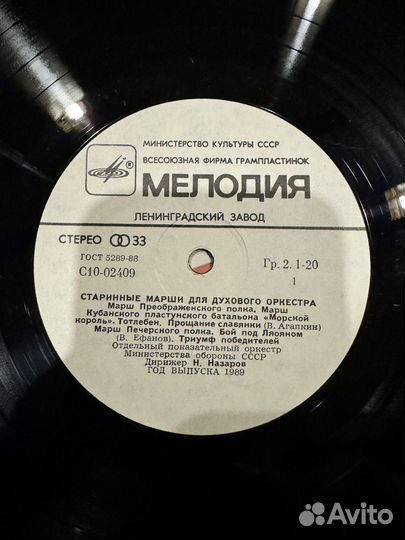 МИНИСТЕРСТВО КУЛЬТУРЫ СССР
ВСЕСОЮЗНАЯ ФИРМА ГРАМПЛАСТИНОК
МЕЛОДИЯ
ЛЕНИНГРАДСКИЙ ЗАВОД
СТЕРЕО 33
ГОСТ 5289-88
С10-02409
Гр. 2. 1-20
1
СТАРИННЫЕ МАРШИ ДЛЯ ДУХОВОГО ОРКЕСТРА
Марш Преображенского полка, Марш
Кубанского пластунского батальона «Морской
король». Готлебен, Прощание славянки (В. Агапкин)
Марш Печерского полка. Бой под Ляояном
(В. Ефанов). Триумф победителей
Отдельный показательный оркестр
Министерства обороны СССР
Дирижер Н. Назаров
ГОД ВЫПУСКА 1989
Avito